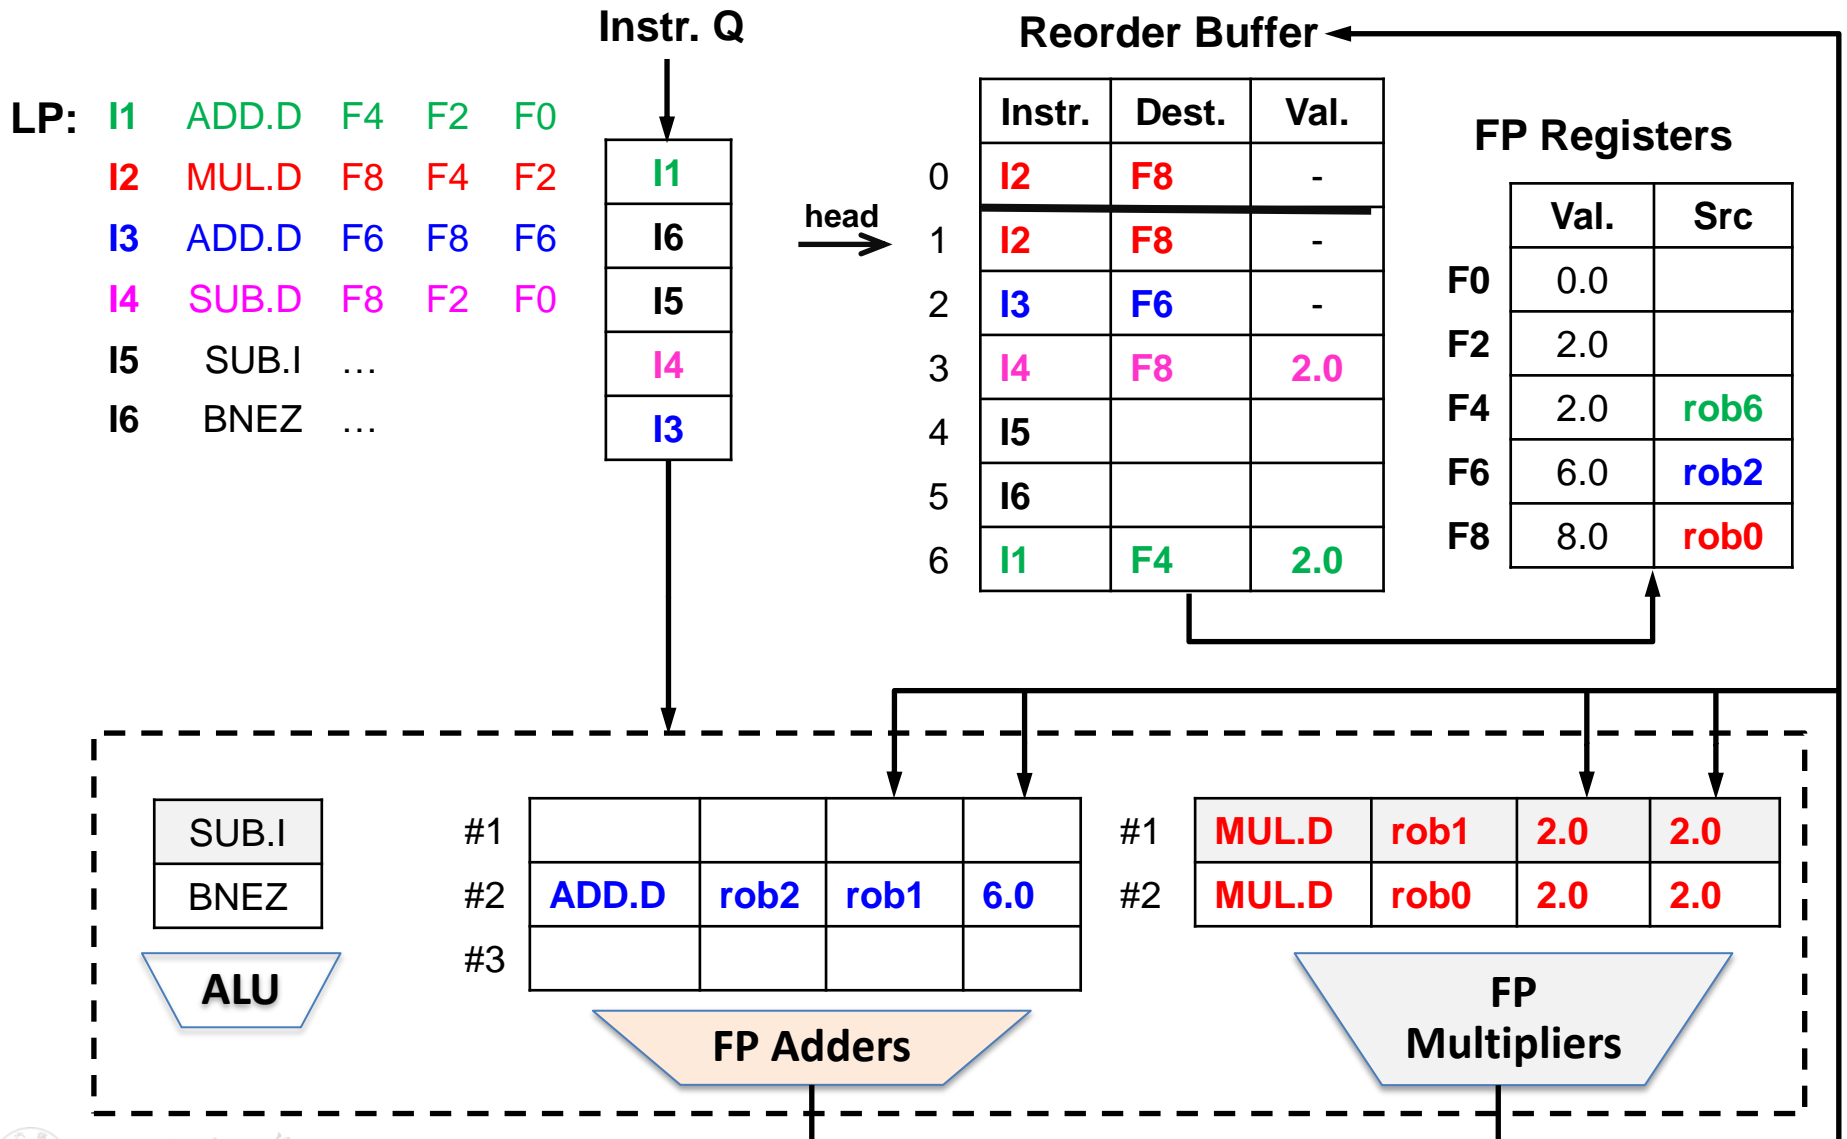 Instr. Q
Reorder Buffer
LP: I1 ADD.D F4 F2 F0
I2 MUL.D F8 F4 F2
I3 ADD.D F6 F8 F6
I4 SUB.D F8 F2 F0
I5 SUB.I …
I6 BNEZ …
I1
I6
I5
I4
I3
head
Instr. Dest. Val.
0 I2 F8 -
1 I2 F8 -
2 I3 F6 -
3 I4 F8 2.0
4 I5
5 I6
6 I1 F4 2.0
FP Registers
Val. Src
F0 0.0
F2 2.0
F4 2.0 rob6
F6 6.0 rob2
F8 8.0 rob0
SUB.I
BNEZ
ALU
#1
#2 ADD.D rob2 rob1 6.0
#3
FP Adders
#1 MUL.D rob1 2.0 2.0
#2 MUL.D rob0 2.0 2.0
FP
Multipliers